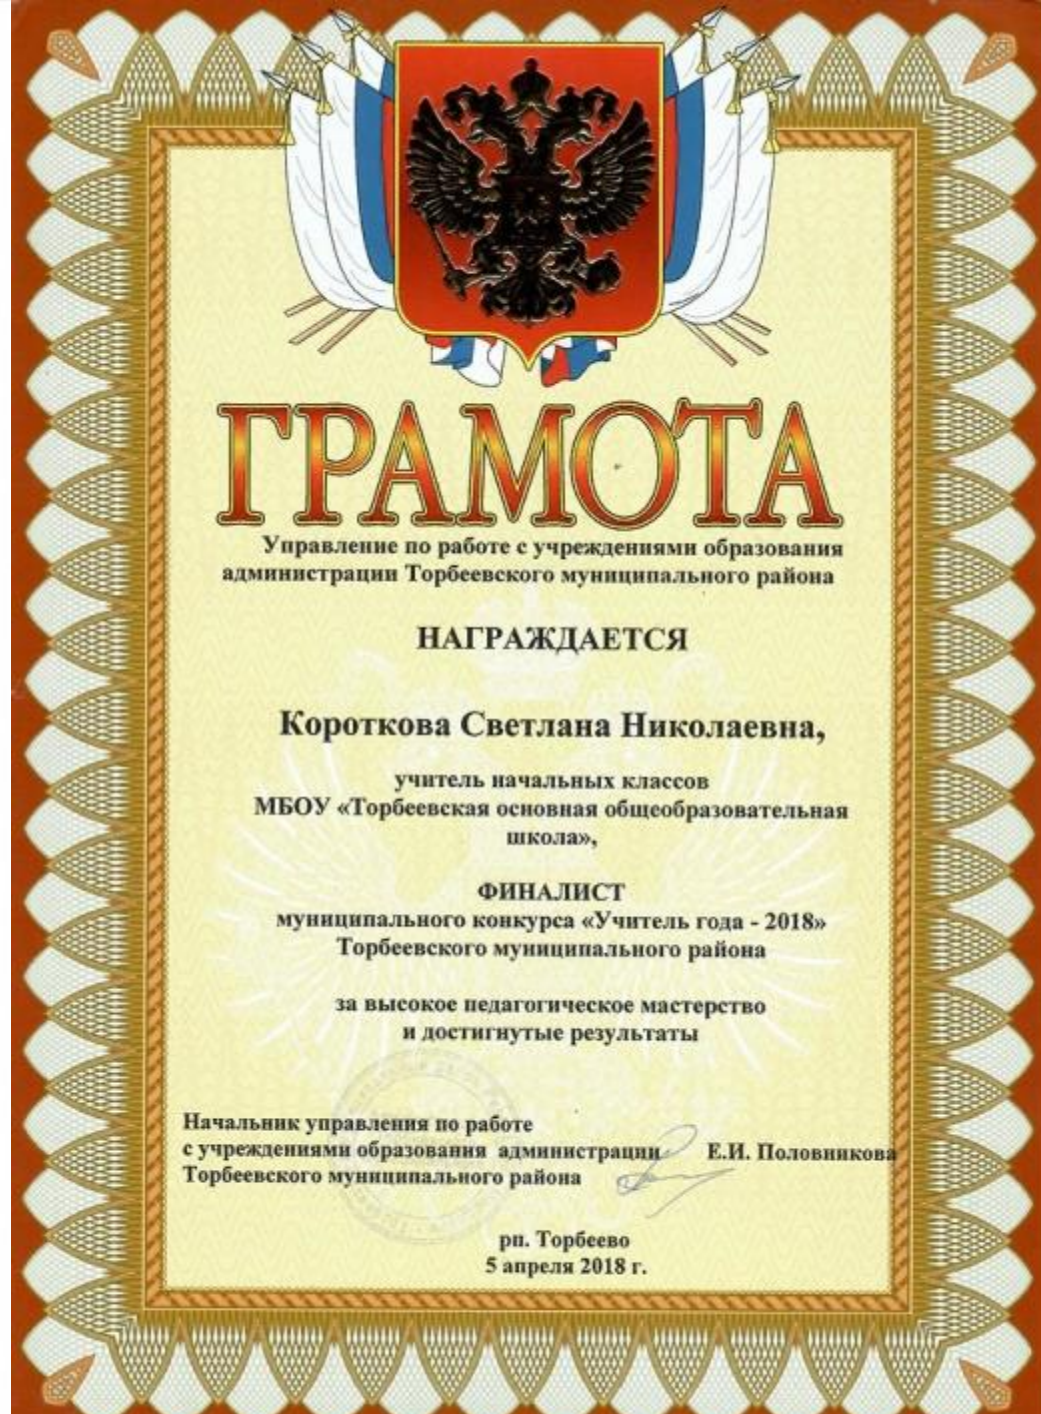 ГРАМОТА
Управление по работе с учреждениями образования
администрации Торбеевского муниципального района
НАГРАЖДАЕТСЯ
Короткова Светлана Николаевна,
учитель начальных классов
МБОУ «Торбеевская основная общеобразовательная
школа»,
ФИНАЛИСТ
муниципального конкурса «Учитель года - 2018»
Торбеевского муниципального района
за высокое педагогическое мастерство
и достигнутые результаты
Начальник управления по работе
с учреждениями образования администрации Е.И. Половникова
Торбеевского муниципального района
рп. Торбеево
5 апреля 2018 г.